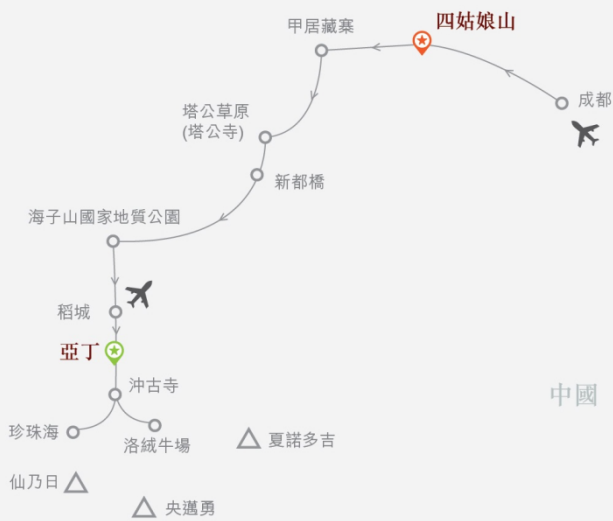 四姑娘山
甲居藏寨
成都
塔公草原
(塔公寺)
新都橋
海子山國家地質公園
稻城
亞丁
沖古寺
中國
珍珠海
洛絨牛場
夏諾多吉
仙乃日
央邁勇